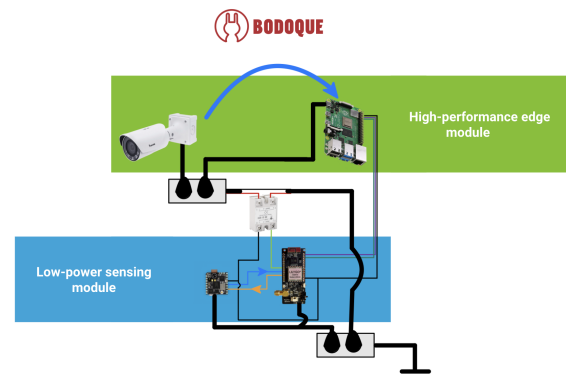 BODOQUE
High-performance edge
module
Low-power sensing
module